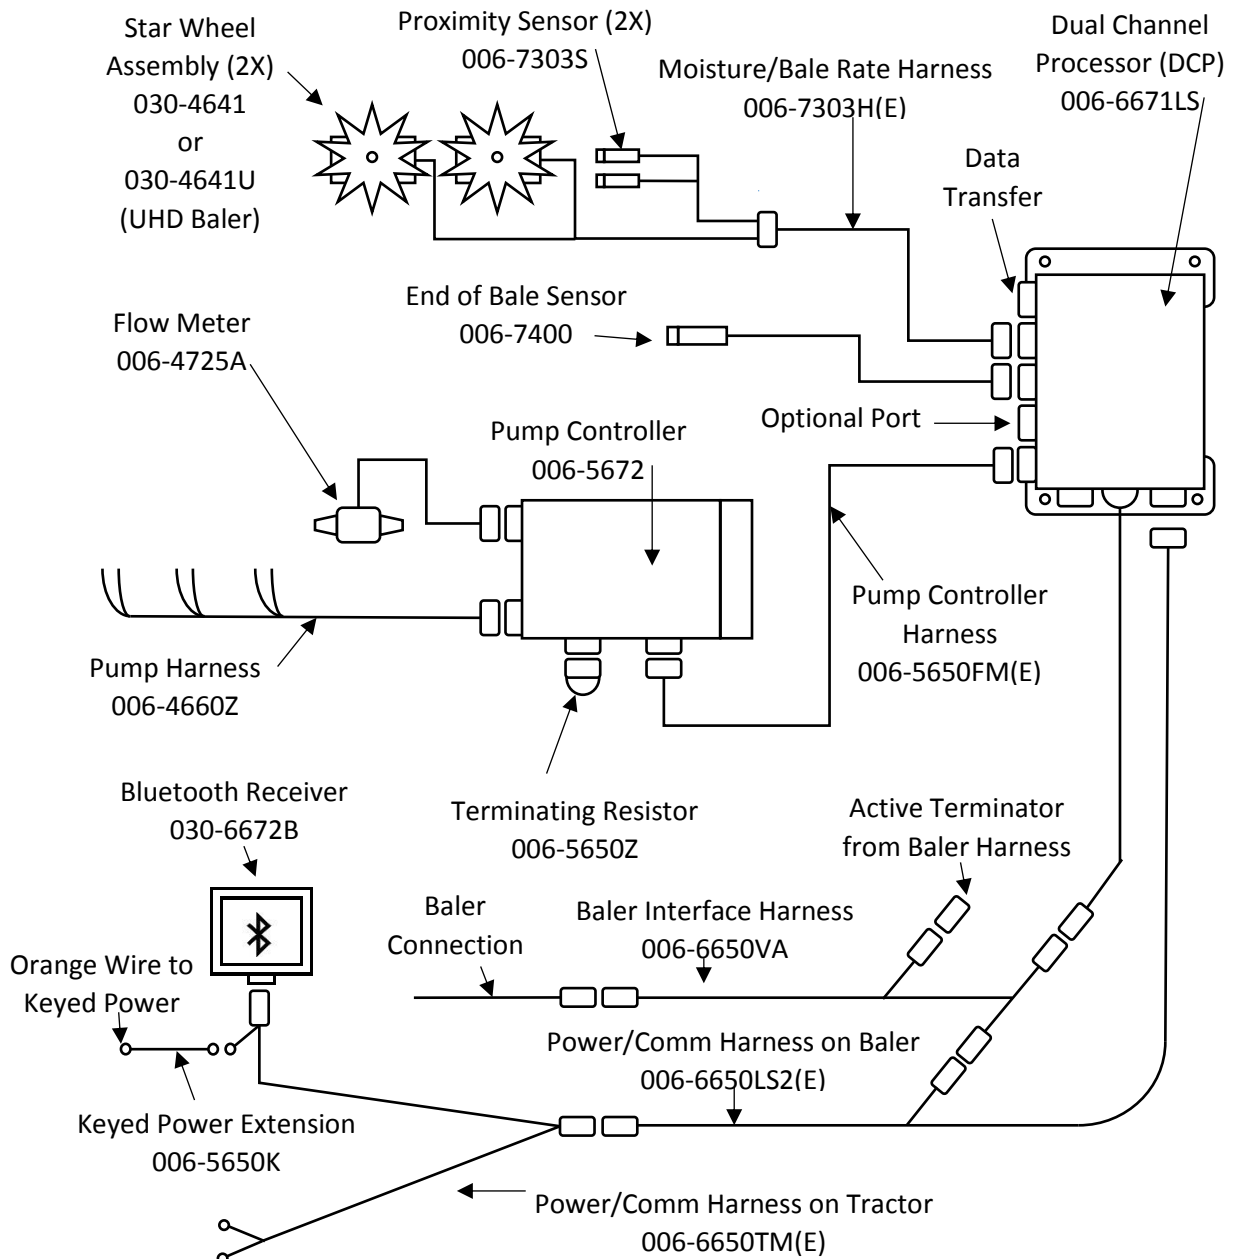 Star Wheel
Assembly (2X)
030-4641
or
030-4641U
(UHD Baler)
Proximity Sensor (2X)
006-7303S
Moisture/Bale Rate Harness
006-7303H(E)
Dual Channel
Processor (DCP)
006-6671LS
Data
Transfer
End of Bale Sensor
006-7400
Flow Meter
006-4725A
Optional Port
Pump Controller
006-5672
Pump Controller
Harness
006-5650FM(E)
Pump Harness
006-4660Z
Bluetooth Receiver
030-6672B
Terminating Resistor
006-5650Z
Active Terminator
from Baler Harness
Baler
Connection
Baler Interface Harness
006-6650VA
Orange Wire to
Keyed Power
Power/Comm Harness on Baler
006-6650LS2(E)
Keyed Power Extension
006-5650K
Power/Comm Harness on Tractor
006-6650TM(E)